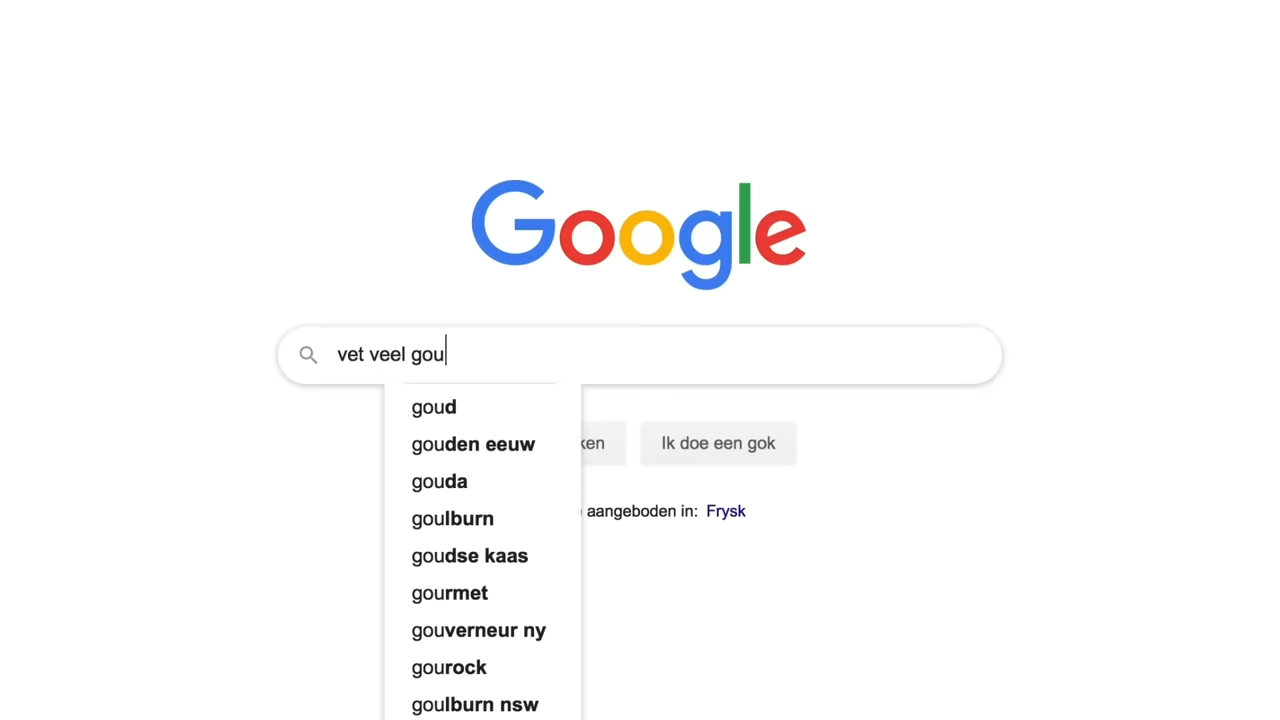 Google
vet veel gou
goud
gouden eeuw
ken
Ik doe een gok
gouda
goulburn
aangeboden in: Frysk
goudse kaas
gourmet
gouverneur ny
gourock
goulburn nsw